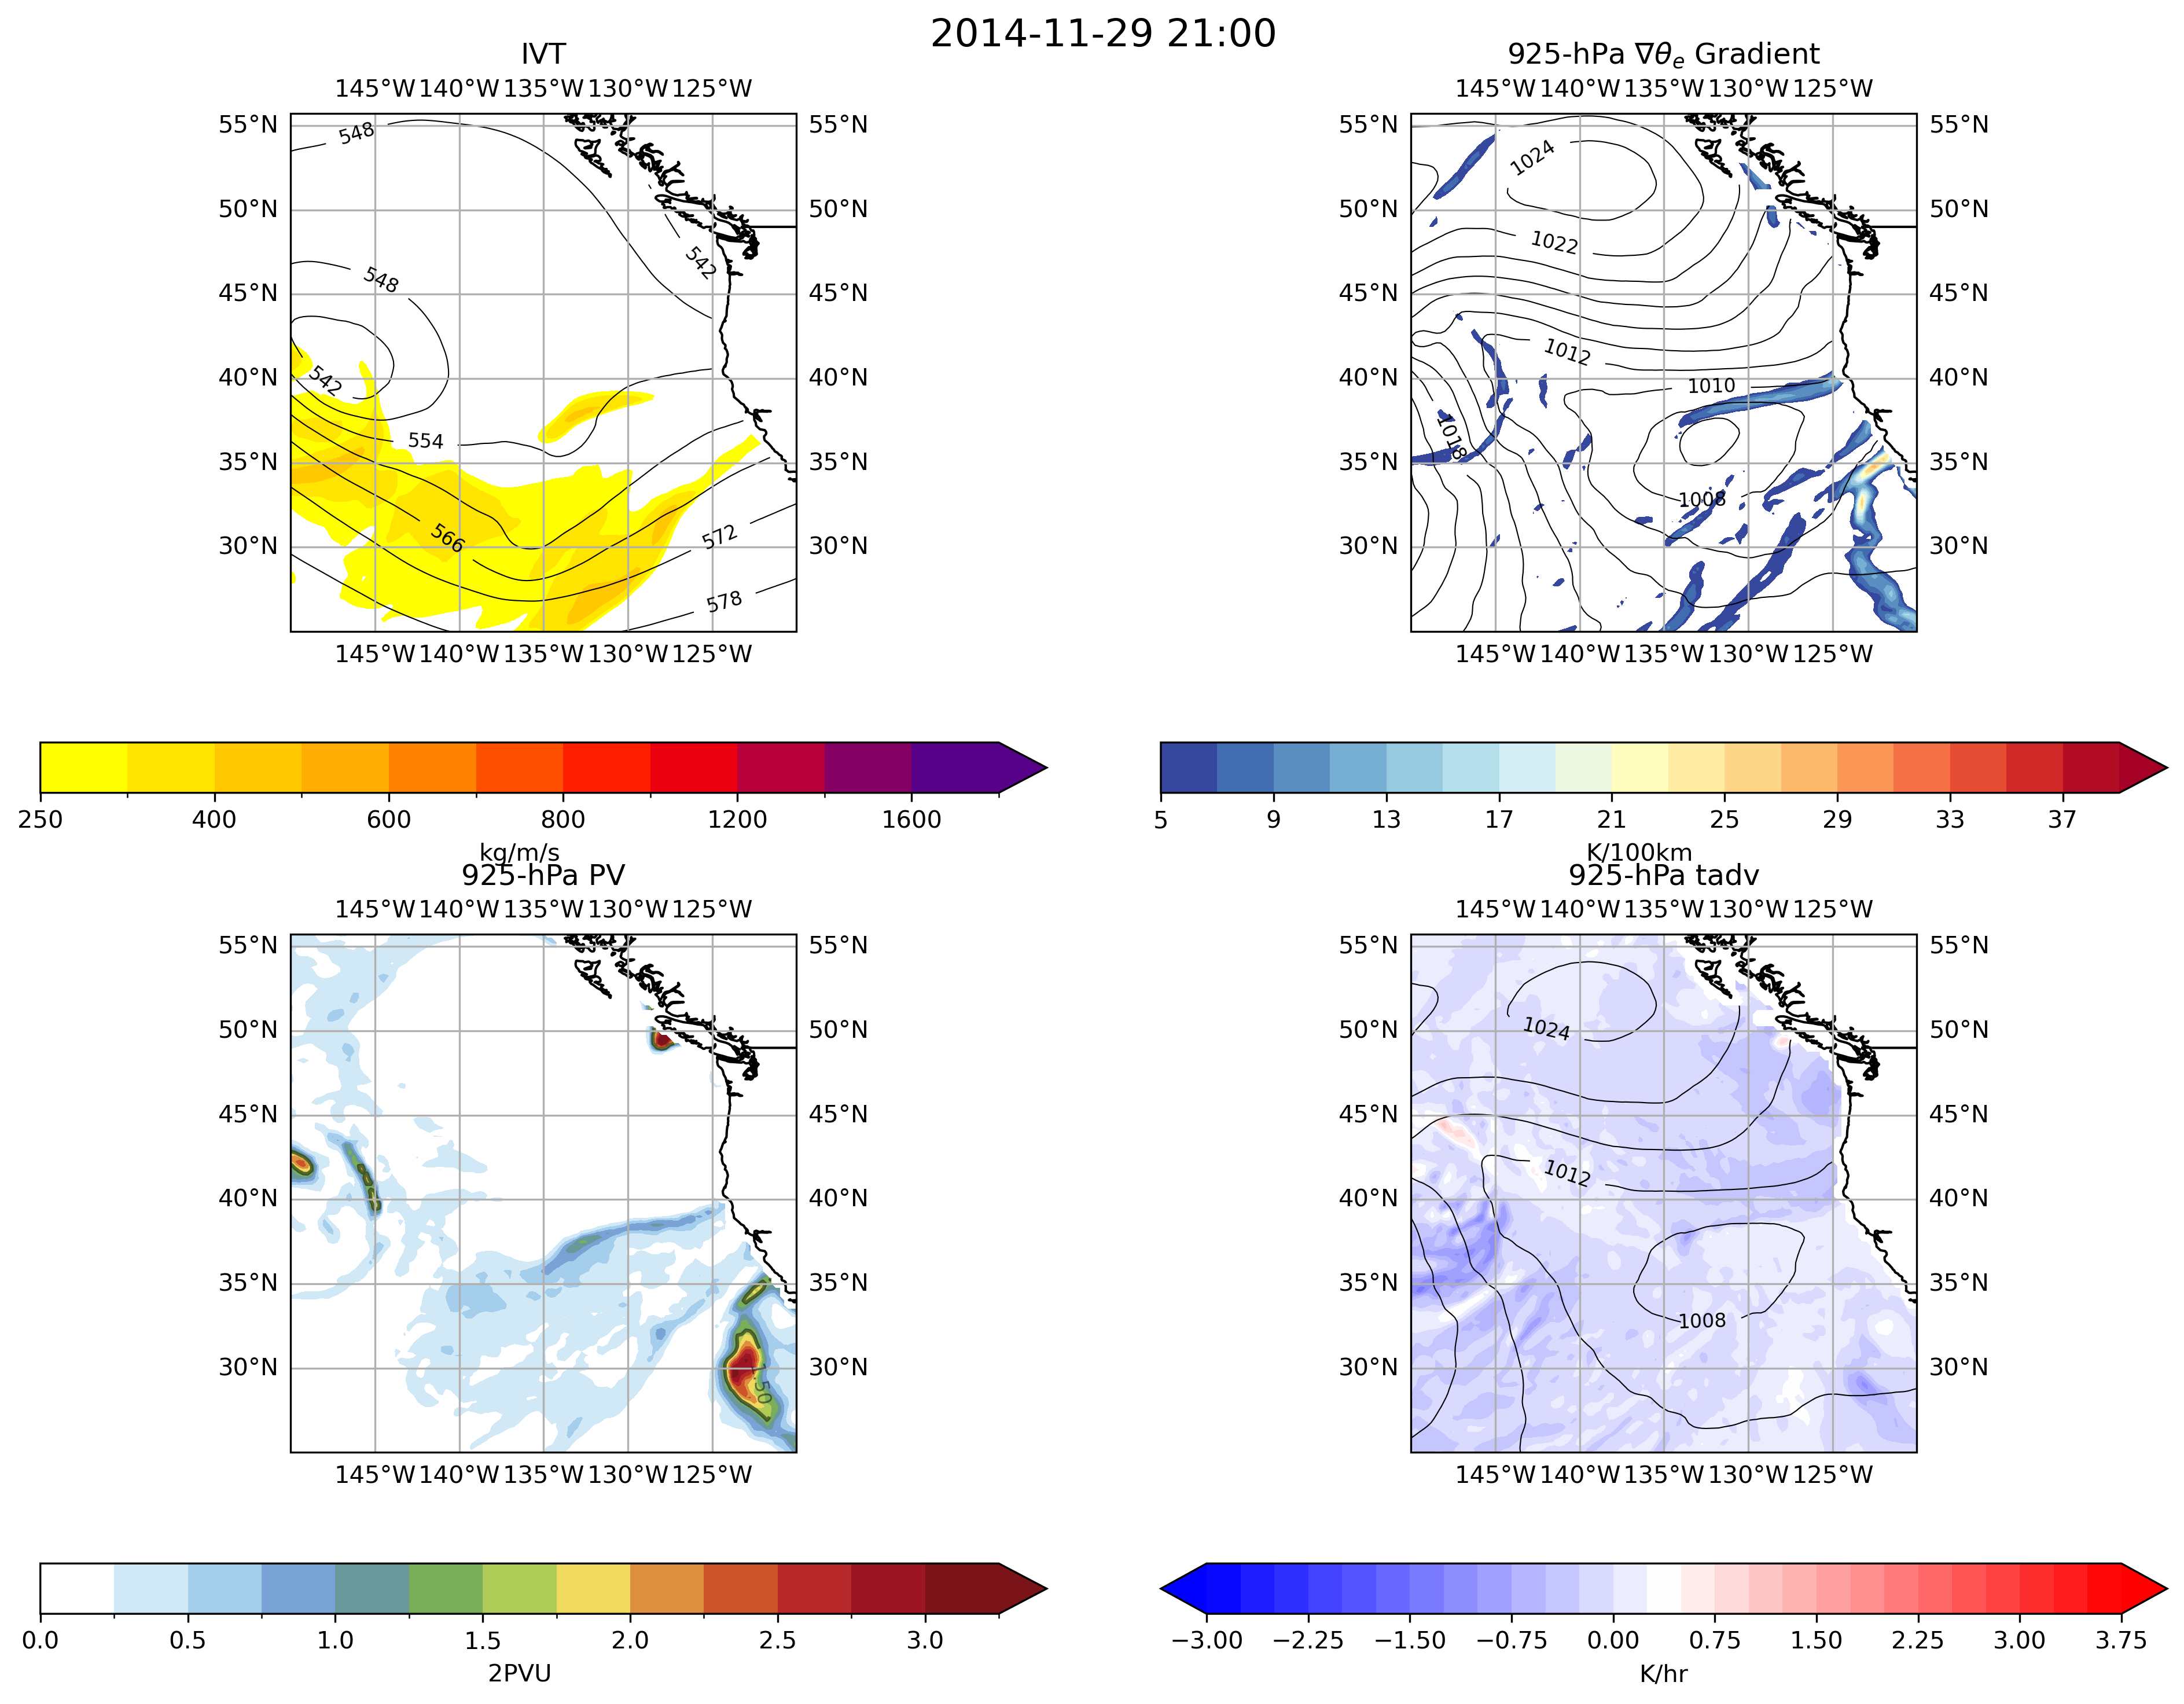 2014-11-29 21:00
IVT
145°W 140°W 135°W 130°W 125°W
55°N 55°N
50°N 50°N
45°N 45°N
40°N 40°N
35°N 35°N
30°N 30°N
548
542
548
542
554
566
572
578
145°W 140°W 135°W 130°W 125°W
250 400 600 800 1200 1600
kg/m/s
925-hPa ∇θe Gradient
145°W 140°W 135°W 130°W 125°W
55°N 55°N
50°N 50°N
45°N 45°N
40°N 40°N
35°N 35°N
30°N 30°N
1024
1022
1012
1010
1018
1008
145°W 140°W 135°W 130°W 125°W
5 9 13 17 21 25 29 33 37
K/100km
925-hPa PV
145°W 140°W 135°W 130°W 125°W
55°N 55°N
50°N 50°N
45°N 45°N
40°N 40°N
35°N 35°N
30°N 30°N
1.50
145°W 140°W 135°W 130°W 125°W
0.0 0.5 1.0 1.5 2.0 2.5 3.0
2PVU
925-hPa tadv
145°W 140°W 135°W 130°W 125°W
55°N 55°N
50°N 50°N
45°N 45°N
40°N 40°N
35°N 35°N
30°N 30°N
1024
1012
1008
145°W 140°W 135°W 130°W 125°W
−3.00 −2.25 −1.50 −0.75 0.00 0.75 1.50 2.25 3.00 3.75
K/hr